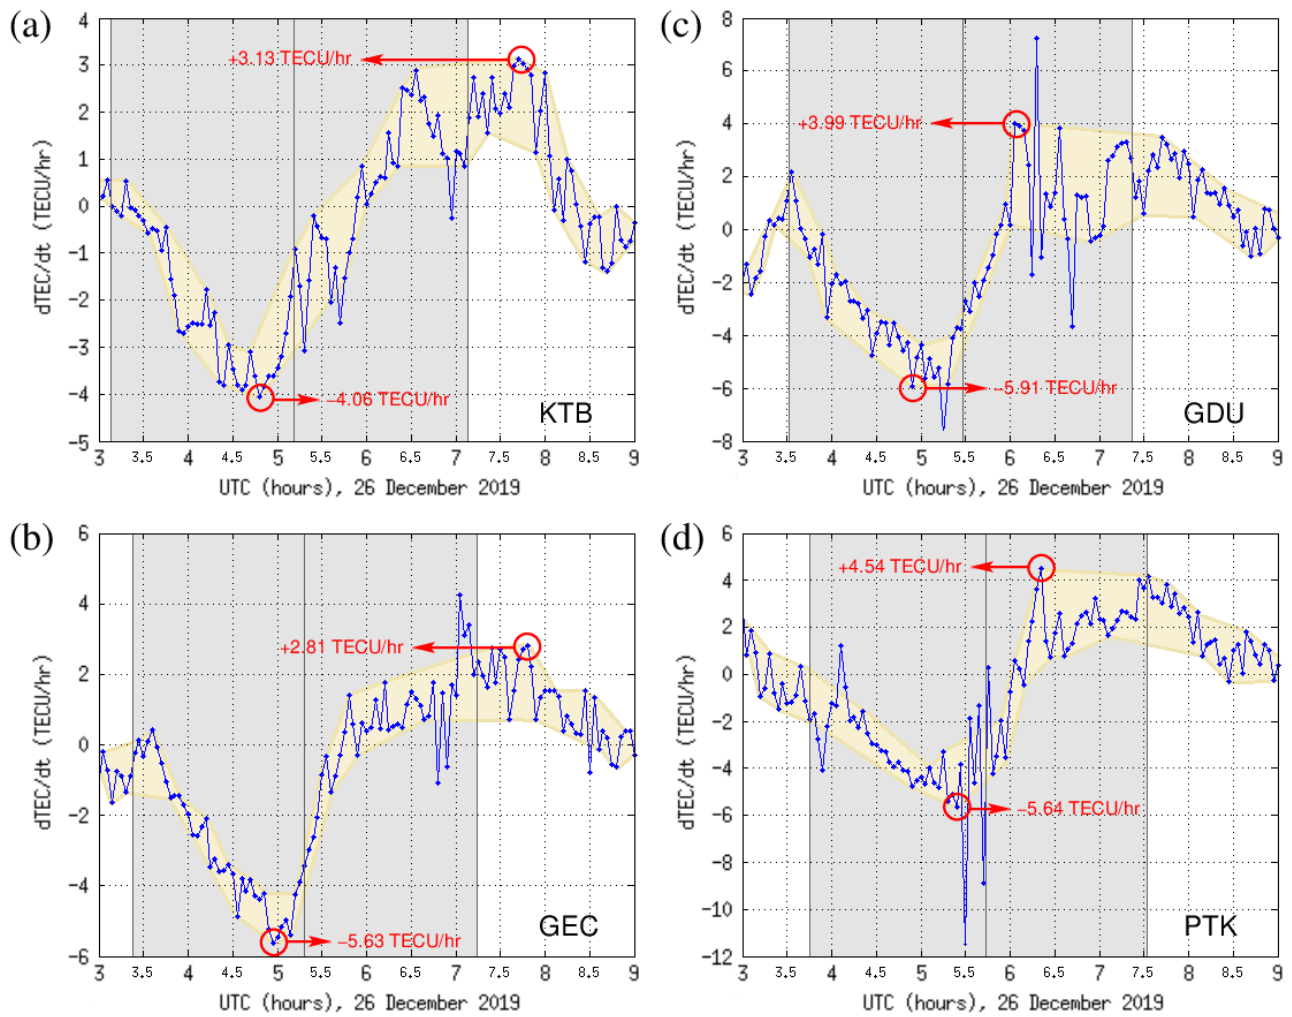 (a)
4
3
2
1
0
−1
−2
−3
−4
−5
dTEC/dt (TECU/hr)
+3.13 TECU/hr
−4.06 TECU/hr
KTB
3 3.5 4 4.5 5 5.5 6 6.5 7 7.5 8 8.5 9
UTC (hours), 26 December 2019
(c)
8
6
4
2
0
−2
−4
−6
−8
dTEC/dt (TECU/hr)
+3.99 TECU/hr
−5.91 TECU/hr
GDU
3 3.5 4 4.5 5 5.5 6 6.5 7 7.5 8 8.5 9
UTC (hours), 26 December 2019
(b)
6
4
2
0
−2
−4
−6
dTEC/dt (TECU/hr)
+2.81 TECU/hr
−5.63 TECU/hr
GEC
3 3.5 4 4.5 5 5.5 6 6.5 7 7.5 8 8.5 9
UTC (hours), 26 December 2019
(d)
6
4
2
0
−2
−4
−6
−8
−10
−12
dTEC/dt (TECU/hr)
+4.54 TECU/hr
−5.64 TECU/hr
PTK
3 3.5 4 4.5 5 5.5 6 6.5 7 7.5 8 8.5 9
UTC (hours), 26 December 2019